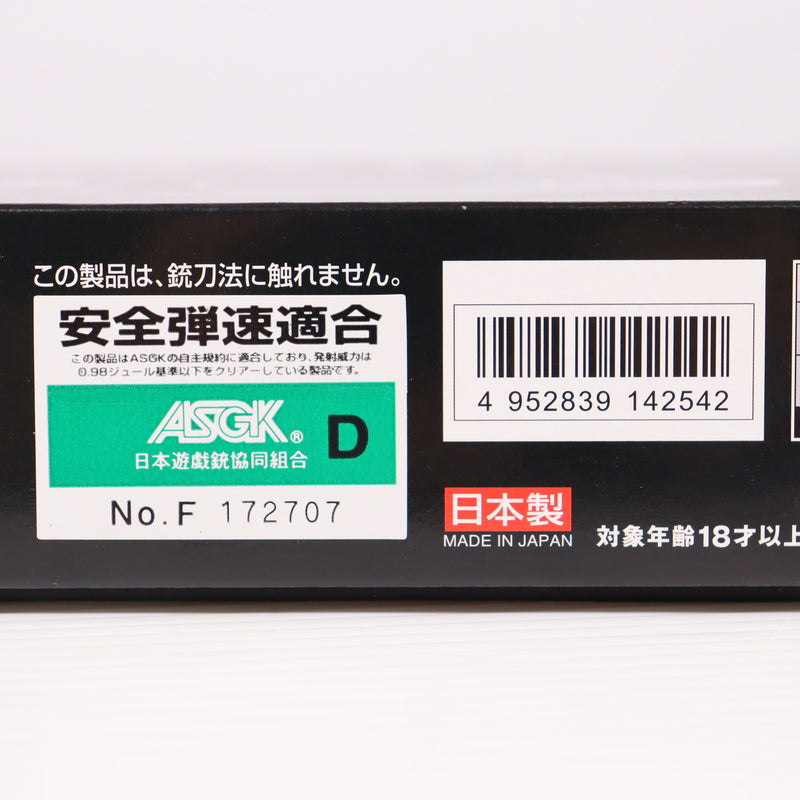 この製品は、銃刀法に触れません。
安全弾速適合
この製品はASGKの自主規約に適合しており、発射威力は
0.98ジュール基準以下をクリアーしている製品です。
ASGK® D
日本遊戯銃協同組合
No.F 172707
4 952839 142542
日本製
MADE IN JAPAN
対象年齢18才以上